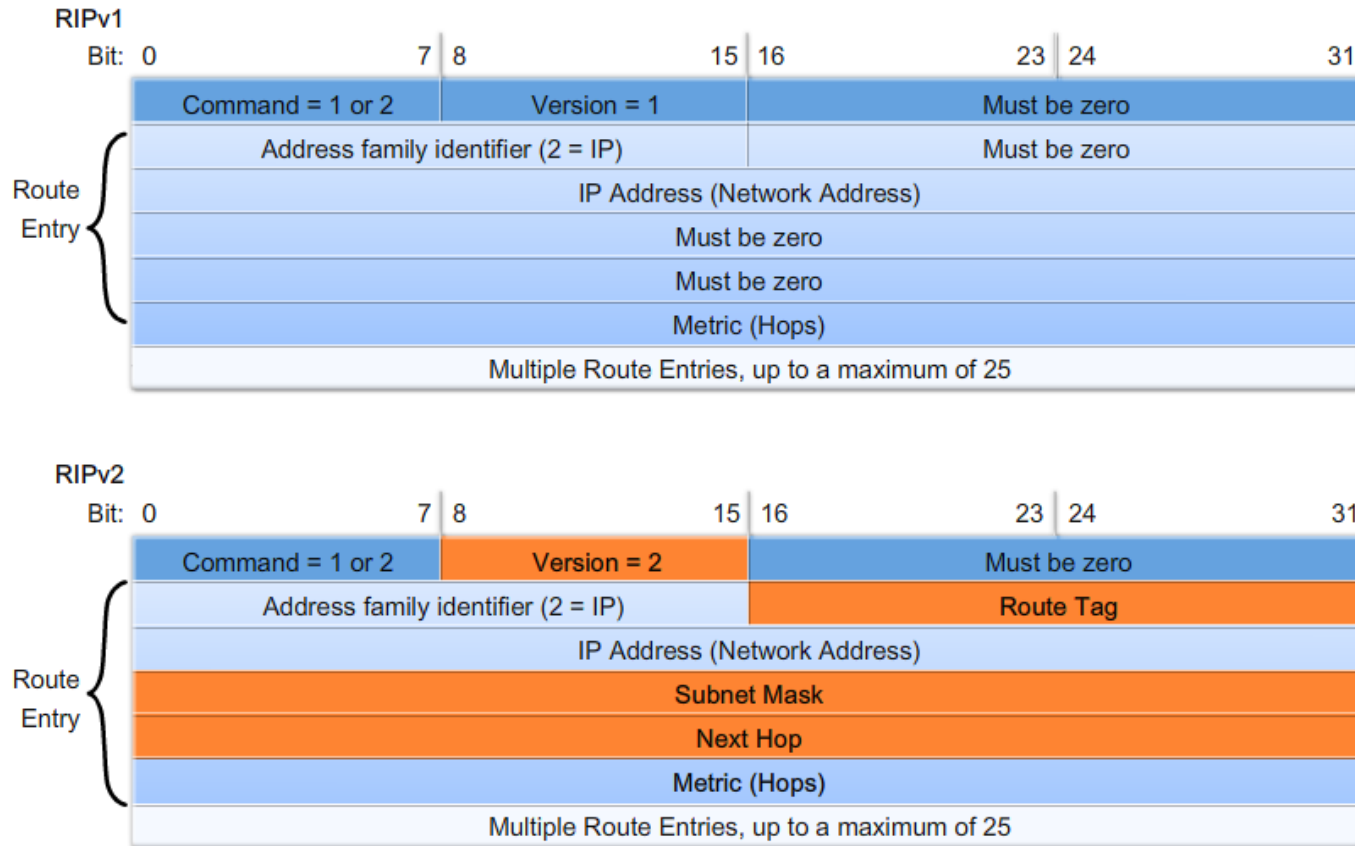 RIPv1
Bit: 0 7 8 15 16 23 24 31
Command = 1 or 2 Version = 1 Must be zero
Address family identifier (2 = IP) Must be zero
Route
Entry
IP Address (Network Address)
Must be zero
Must be zero
Metric (Hops)
Multiple Route Entries, up to a maximum of 25
RIPv2
Bit: 0 7 8 15 16 23 24 31
Command = 1 or 2 Version = 2 Must be zero
Address family identifier (2 = IP) Route Tag
Route
Entry
IP Address (Network Address)
Subnet Mask
Next Hop
Metric (Hops)
Multiple Route Entries, up to a maximum of 25